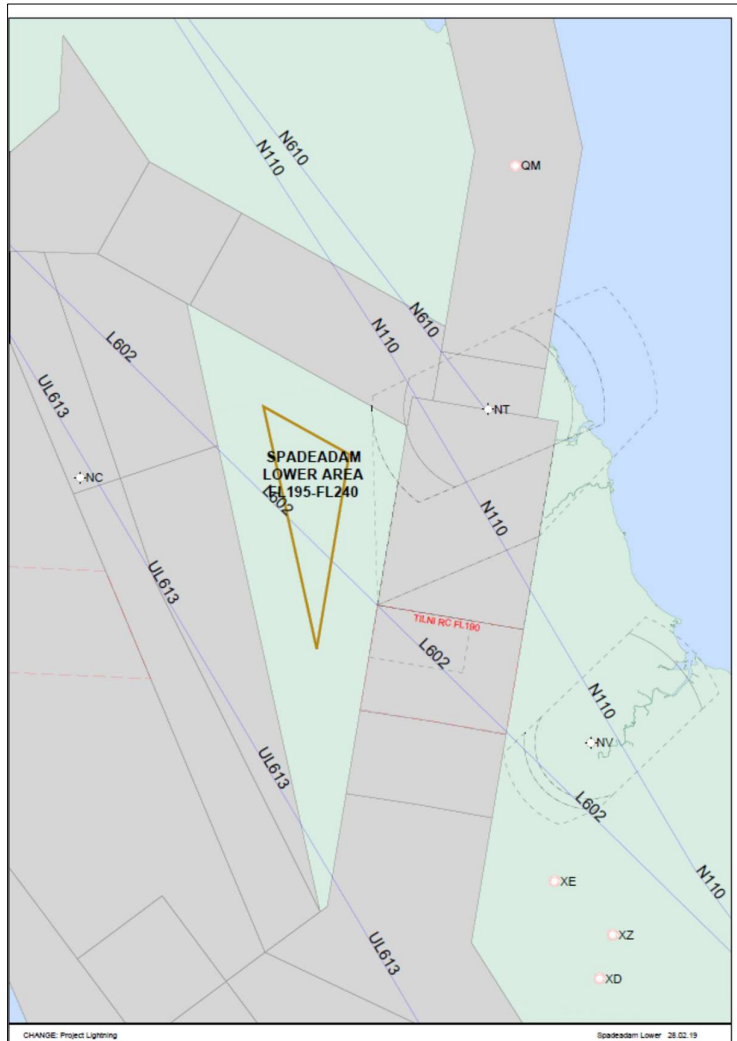 N610
N110
QM
N610
N110
L602
UL613
NT
SPADEADAM
LOWER AREA
FL195-FL240
L602
NC
N110
UL613
TILNI RC FL190
L602
N110
NV
UL613
L602
N110
XE
XZ
UL613
XD
CHANGE: Project Lightning
Spadeadam Lower 28.02.19